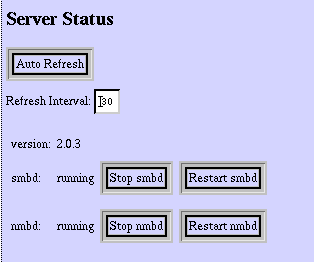 Server Status
Auto Refresh
Refresh Interval: 30
version: 2.0.3
smbd: running Stop smbd Restart smbd
nmbd: running Stop nmbd Restart nmbd